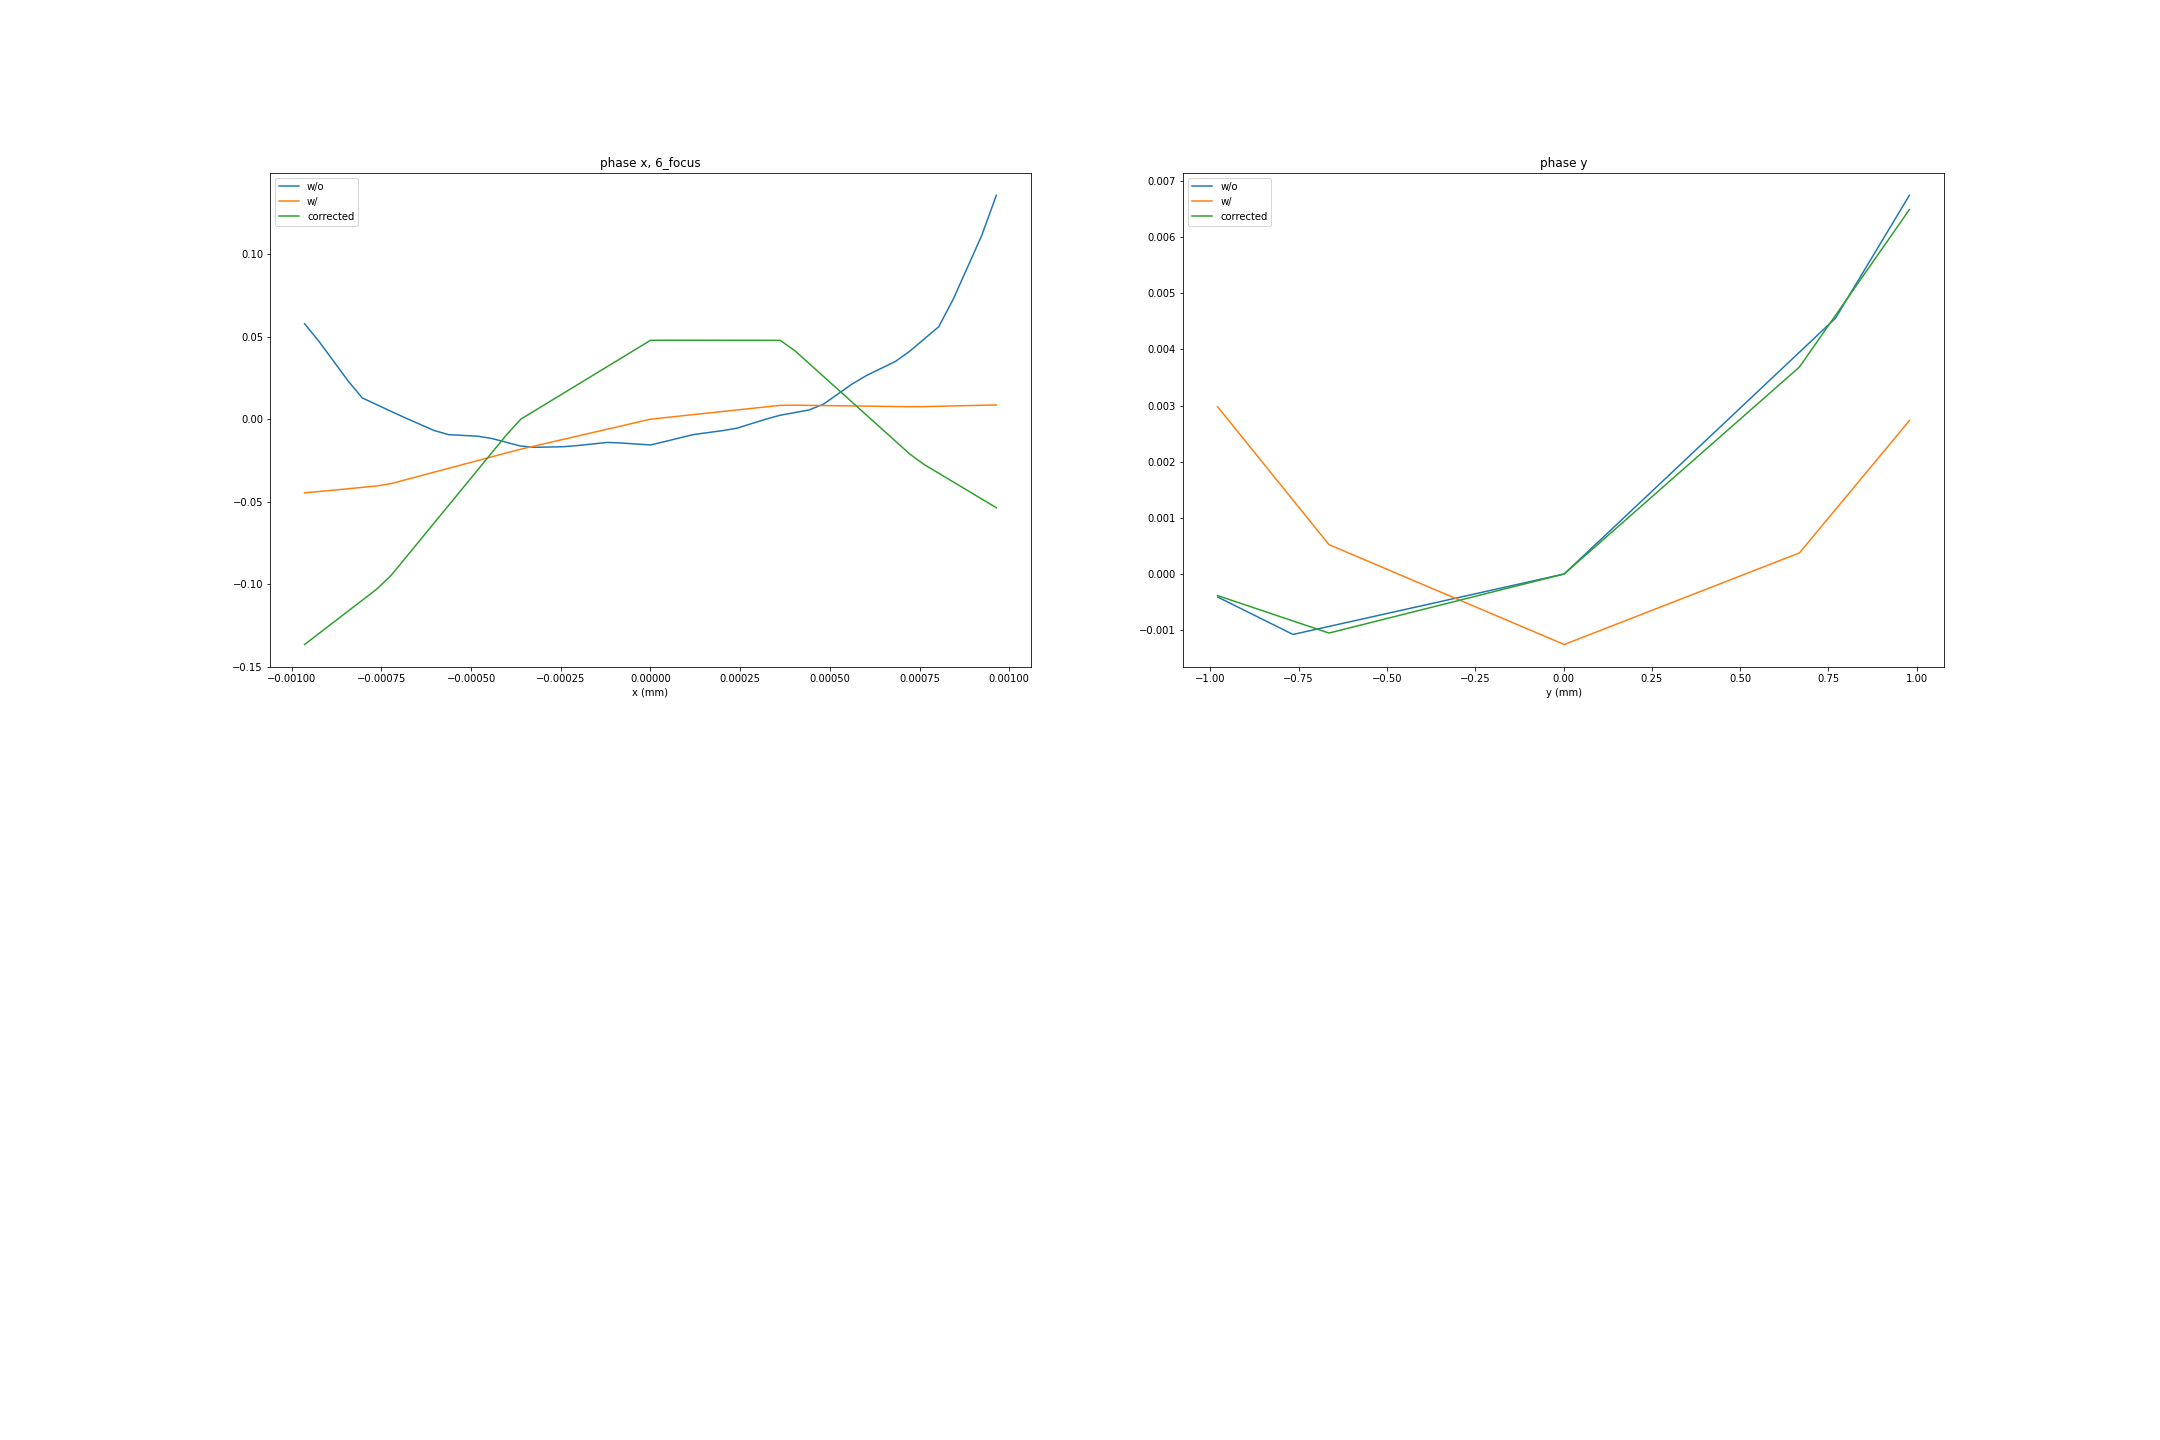 phase x, 6_focus
w/o
w/
corrected
0.10
0.05
0.00
−0.05
−0.10
−0.15
−0.00100 −0.00075 −0.00050 −0.00025 0.00000 0.00025 0.00050 0.00075 0.00100
x (mm)
phase y
w/o
w/
corrected
0.007
0.006
0.005
0.004
0.003
0.002
0.001
0.000
−0.001
−1.00 −0.75 −0.50 −0.25 0.00 0.25 0.50 0.75 1.00
y (mm)